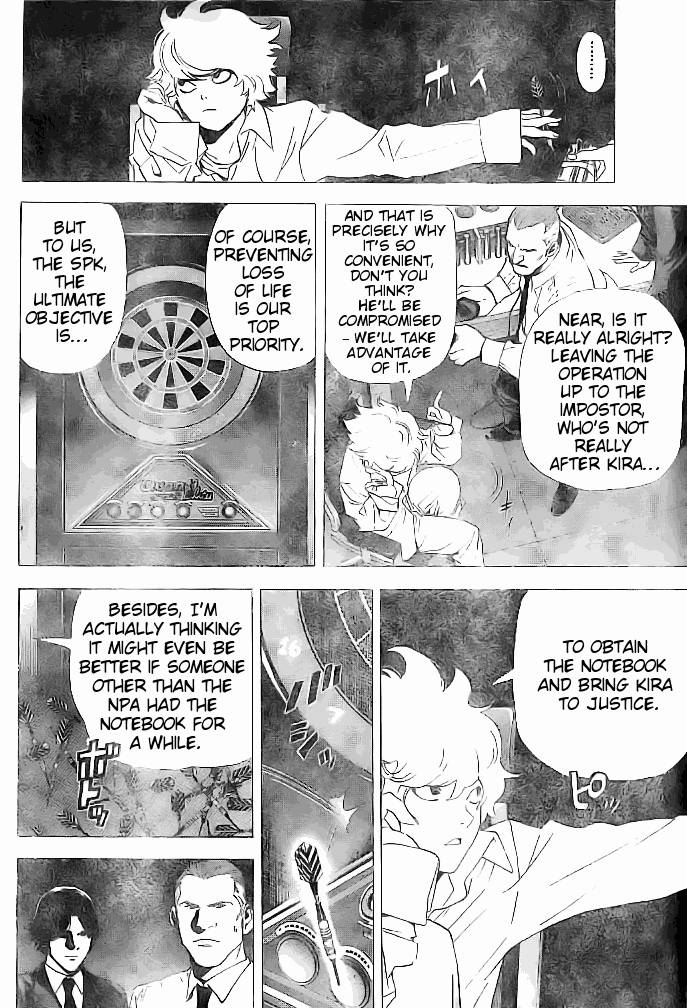 .........
NEAR, IS IT
REALLY ALRIGHT?
LEAVING THE
OPERATION
UP TO THE
IMPOSTOR,
WHO'S NOT
REALLY
AFTER KIRA...
AND THAT IS
PRECISELY WHY
IT'S SO
CONVENIENT,
DON'T YOU
THINK?
HE'LL BE
COMPROMISED
– WE'LL TAKE
ADVANTAGE
OF IT.
OF COURSE,
PREVENTING
LOSS
OF LIFE
IS OUR
TOP
PRIORITY.
BUT
TO US,
THE SPK,
THE
ULTIMATE
OBJECTIVE
IS...
TO OBTAIN
THE NOTEBOOK
AND BRING KIRA
TO JUSTICE.
16
7
BESIDES, I'M
ACTUALLY THINKING
IT MIGHT EVEN BE
BETTER IF SOMEONE
OTHER THAN THE
NPA HAD THE
NOTEBOOK FOR
A WHILE.